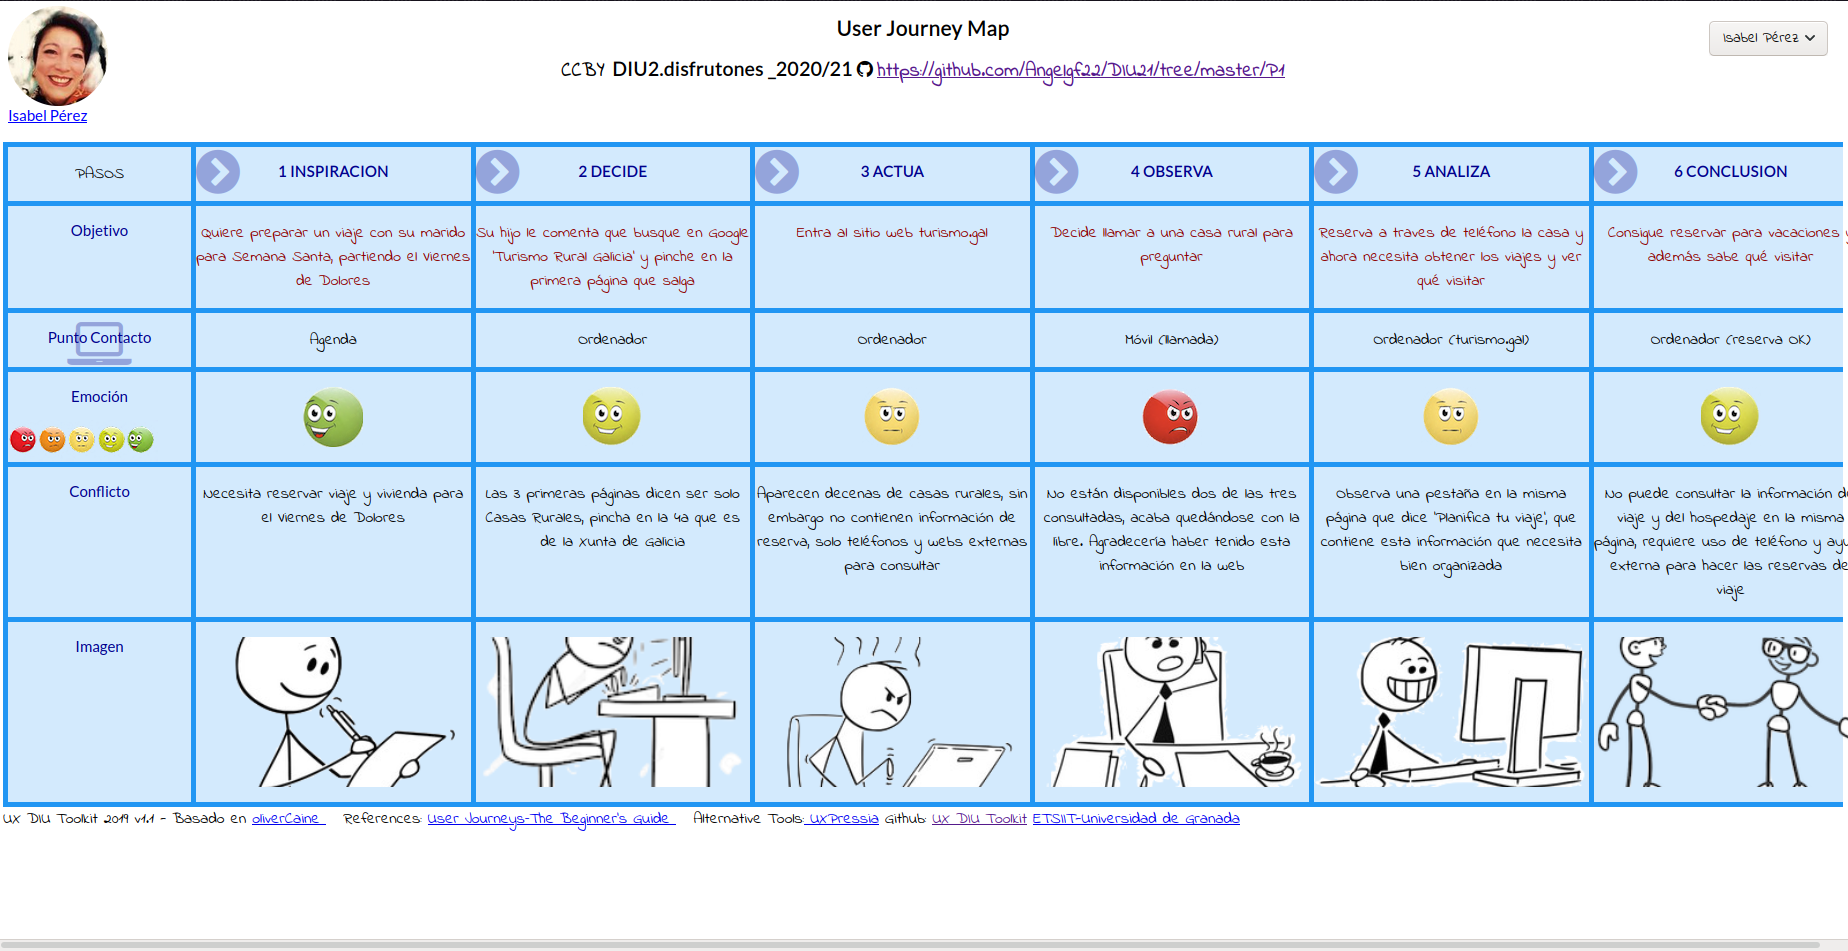 User Journey Map
Isabel Pérez
CCBY DIU2.disfrutones _2020/21 https://github.com/Angelgf22/DIU21/tree/master/P1
Isabel Pérez
PASOS
1 INSPIRACION
2 DECIDE
3 ACTUA
4 OBSERVA
5 ANALIZA
6 CONCLUSION
Objetivo
Quiere preparar un viaje con su marido
para Semana Santa, partiendo el Viernes
de Dolores
Su hijo le comenta que busque en Google
'Turismo Rural Galicia' y pinche en la
primera página que salga
Entra al sitio web turismo.gal
Decide llamar a una casa rural para
preguntar
Reserva a traves de teléfono la casa y
ahora necesita obtener los viajes y ver
qué visitar
Consigue reservar para vacaciones
además sabe qué visitar
Punto Contacto
Agenda
Ordenador
Ordenador
Móvil (llamada)
Ordenador (turismo.gal)
Ordenador (reserva OK)
Emoción
Conflicto
Necesita reservar viaje y vivienda para
el Viernes de Dolores
Las 3 primeras páginas dicen ser solo
Casas Rurales, pincha en la 4a que es
de la Xunta de Galicia
Aparecen decenas de casas rurales, sin
embargo no contienen información de
reserva, solo teléfonos y webs externas
para consultar
No están disponibles dos de las tres
consultadas, acaba quedándose con la
libre. Agradecería haber tenido esta
información en la web
Observa una pestaña en la misma
página que dice 'Planifica tu viaje', que
contiene esta información que necesita
bien organizada
No puede consultar la información
viaje y del hospedaje en la misma
página, requiere uso de teléfono y
externa para hacer las reservas de
viaje
Imagen
UX DIU Toolkit 2019 v1.1 - Basado en oliverCaine References: User Journeys-The Beginner's Guide Alternative Tools: UXPressia Github: UX DIU Toolkit ETSIIT-Universidad de Granada